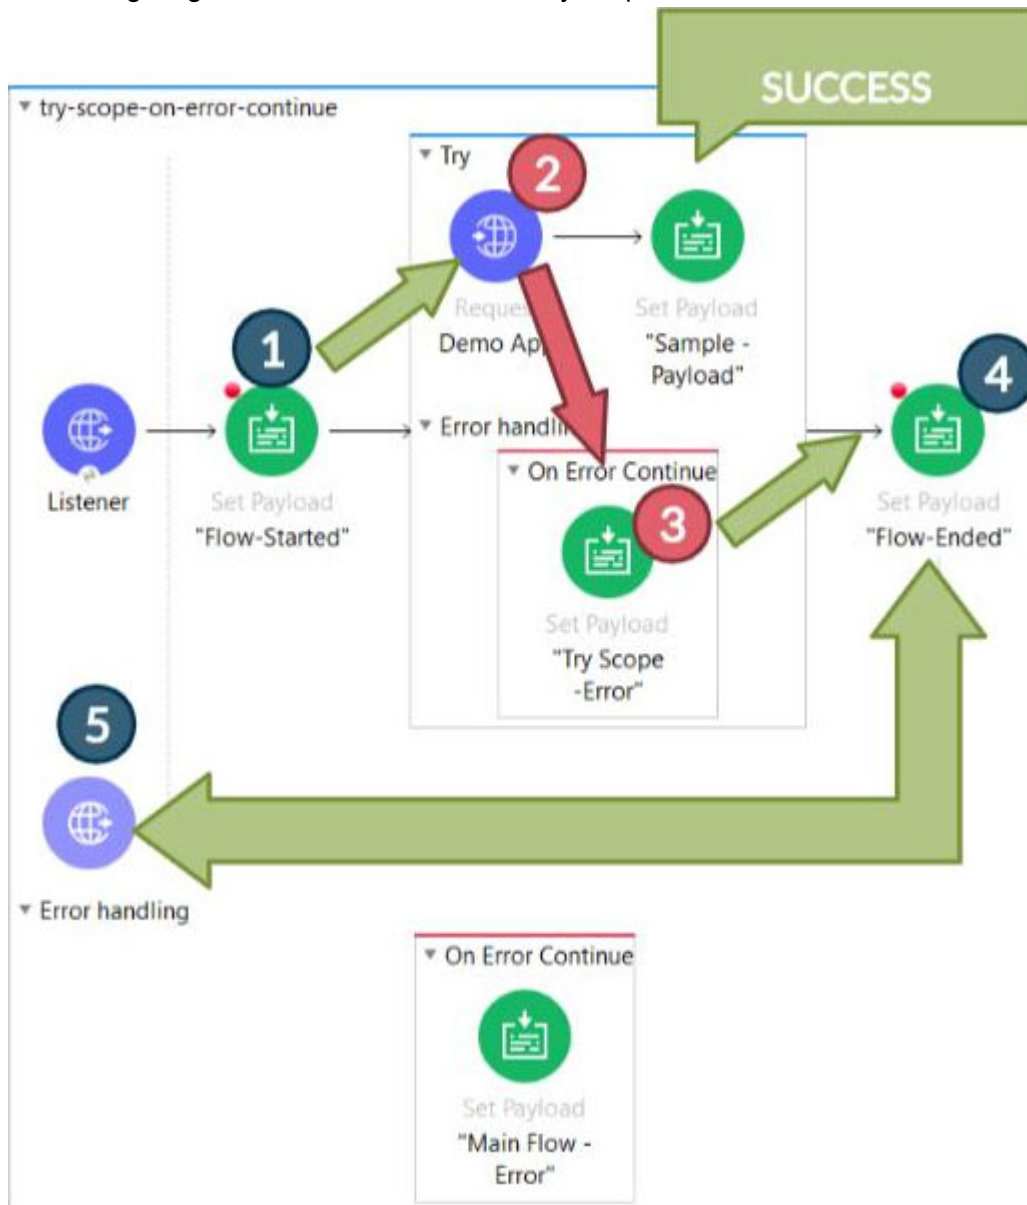 SUCCESS
try-scope-on-error-continue
Try
2
1
Set Payload
Demo
"Sample -
Payload"
4
Error
Listener
Set Payload
"Flow-Started"
On Error Continue
3
Set Payload
"Flow-Ended"
Set Payload
"Try Scope
-Error"
5
Error handling
On Error Continue
Set Payload
"Main Flow -
Error"